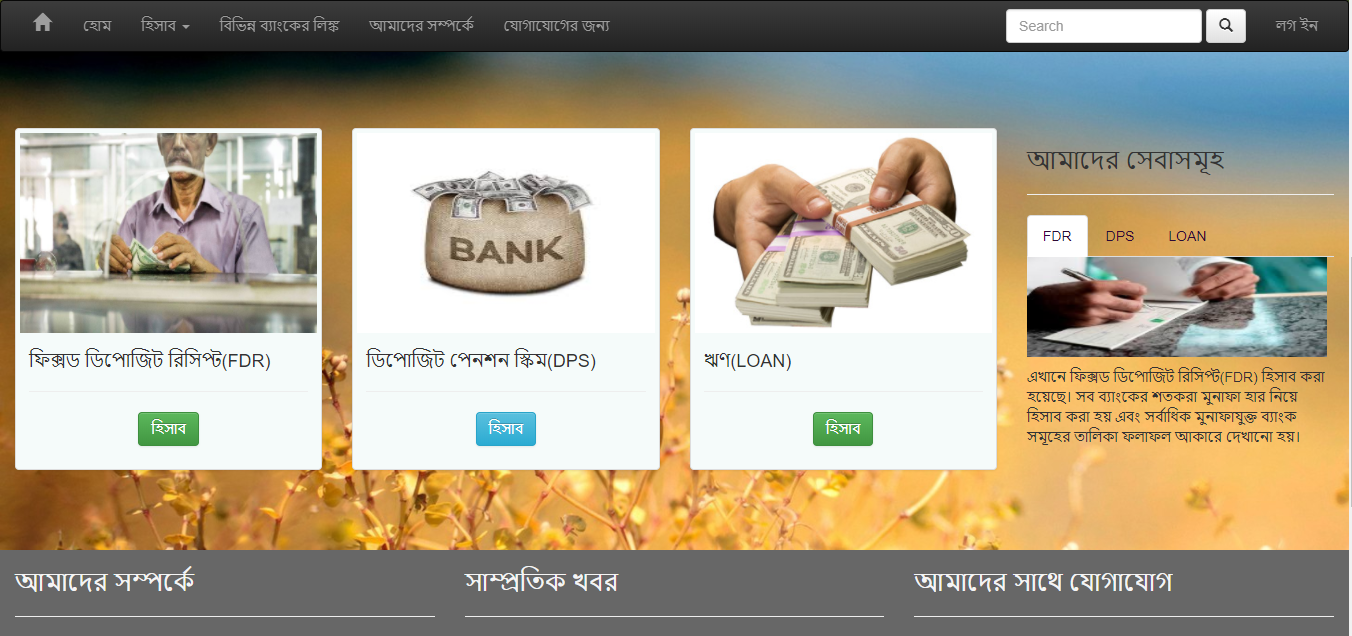 হোম হিসাব বিভিন্ন ব্যাংকের লিঙ্ক আমাদের সম্পর্কে যোগাযোগের জন্য Search লগ ইন
BANK
ফিক্সড ডিপোজিট রিসিপ্ট(FDR)
হিসাব
ডিপোজিট পেনশন স্কিম(DPS)
হিসাব
ঋণ(LOAN)
হিসাব
আমাদের সেবাসমূহ
FDR DPS LOAN
এখানে ফিক্সড ডিপোজিট রিসিপ্ট(FDR) হিসাব করা
হয়েছে। সব ব্যাংকের শতকরা মুনাফা হার নিয়ে
হিসাব করা হয় এবং সর্বাধিক মুনাফাযুক্ত ব্যাংক
সমূহের তালিকা ফলাফল আকারে দেখানো হয়।
আমাদের সম্পর্কে
সাম্প্রতিক খবর
আমাদের সাথে যোগাযোগ